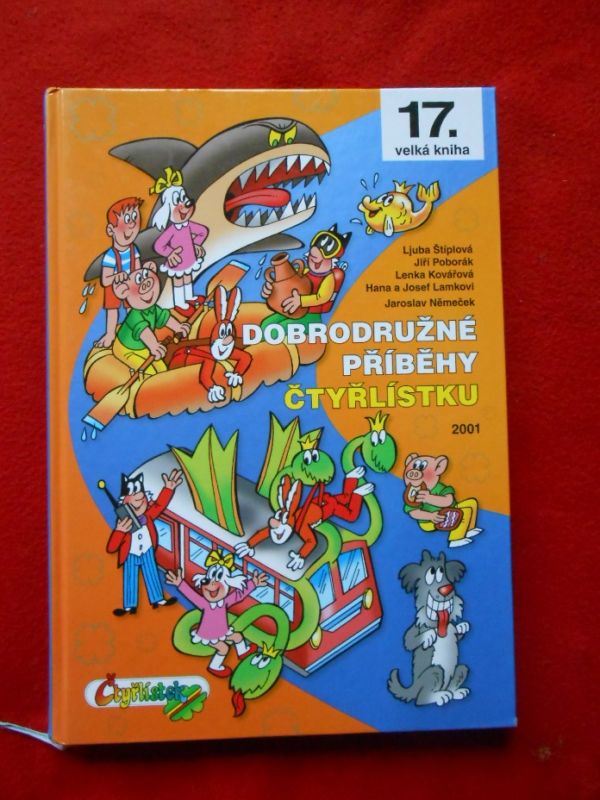 17.
velká kniha
Ljuba Štíplová
Jiří Poborák
Lenka Kovářová
Hana a Josef Lamkovi
Jaroslav Němeček
DOBRODRUŽNÉ
PŘÍBĚHY
ČTYŘLÍSTKU
2001
Čtyřlístek